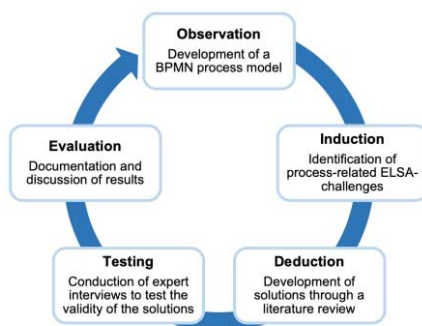 Observation
Development of a
BPMN process model
Induction
Identification of
process-related ELSA-
challenges
Deduction
Development of
solutions through a
literature review
Testing
Conduction of expert
interviews to test the
validity of the solutions
Evaluation
Documentation and
discussion of results